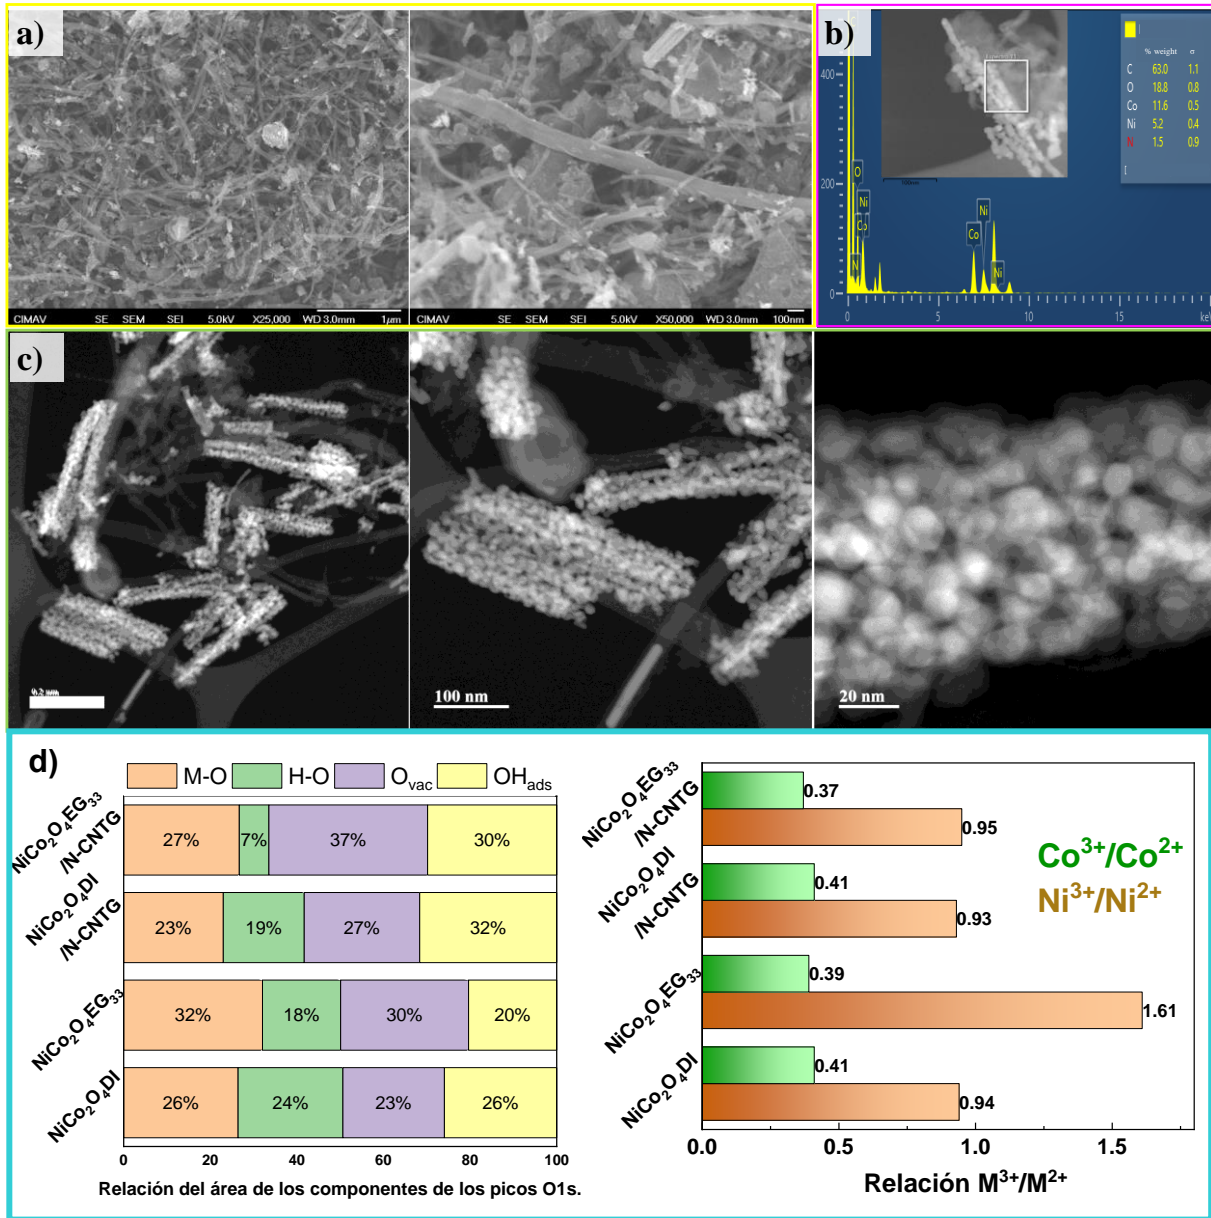 a)
CIMAV SE SEM SEI 5.0kV X25,000 WD 3.0mm 1µm
CIMAV SE SEM SEI 5.0kV X50,000 WD 3.0mm 100nm
b)
400
200
0
0 5 10 15 keV
O
Ni
Co
N
Co
Ni
Ni
% weight σ
C 63.0 1.1
O 18.8 0.8
Co 11.6 0.5
Ni 5.2 0.4
N 1.5 0.9
c)
0.2 µm
100 nm
20 nm
d)
M-O H-O O_vac OH_ads
NiCo₂O₄EG₃₃
/N-CNTG
27% 7% 37% 30%
NiCo₂O₄DI
/N-CNTG
23% 19% 27% 32%
NiCo₂O₄EG₃₃
32% 18% 30% 20%
NiCo₂O₄DI
26% 24% 23% 26%
0 20 40 60 80 100
Relación del área de los componentes de los picos O1s.
NiCo₂O₄EG₃₃
/N-CNTG
0.37
0.95
NiCo₂O₄DI
/N-CNTG
0.41
0.93
NiCo₂O₄EG₃₃
0.39
1.61
NiCo₂O₄DI
0.41
0.94
Co³⁺/Co²⁺
Ni³⁺/Ni²⁺
0.0 0.5 1.0 1.5
Relación M³⁺/M²⁺